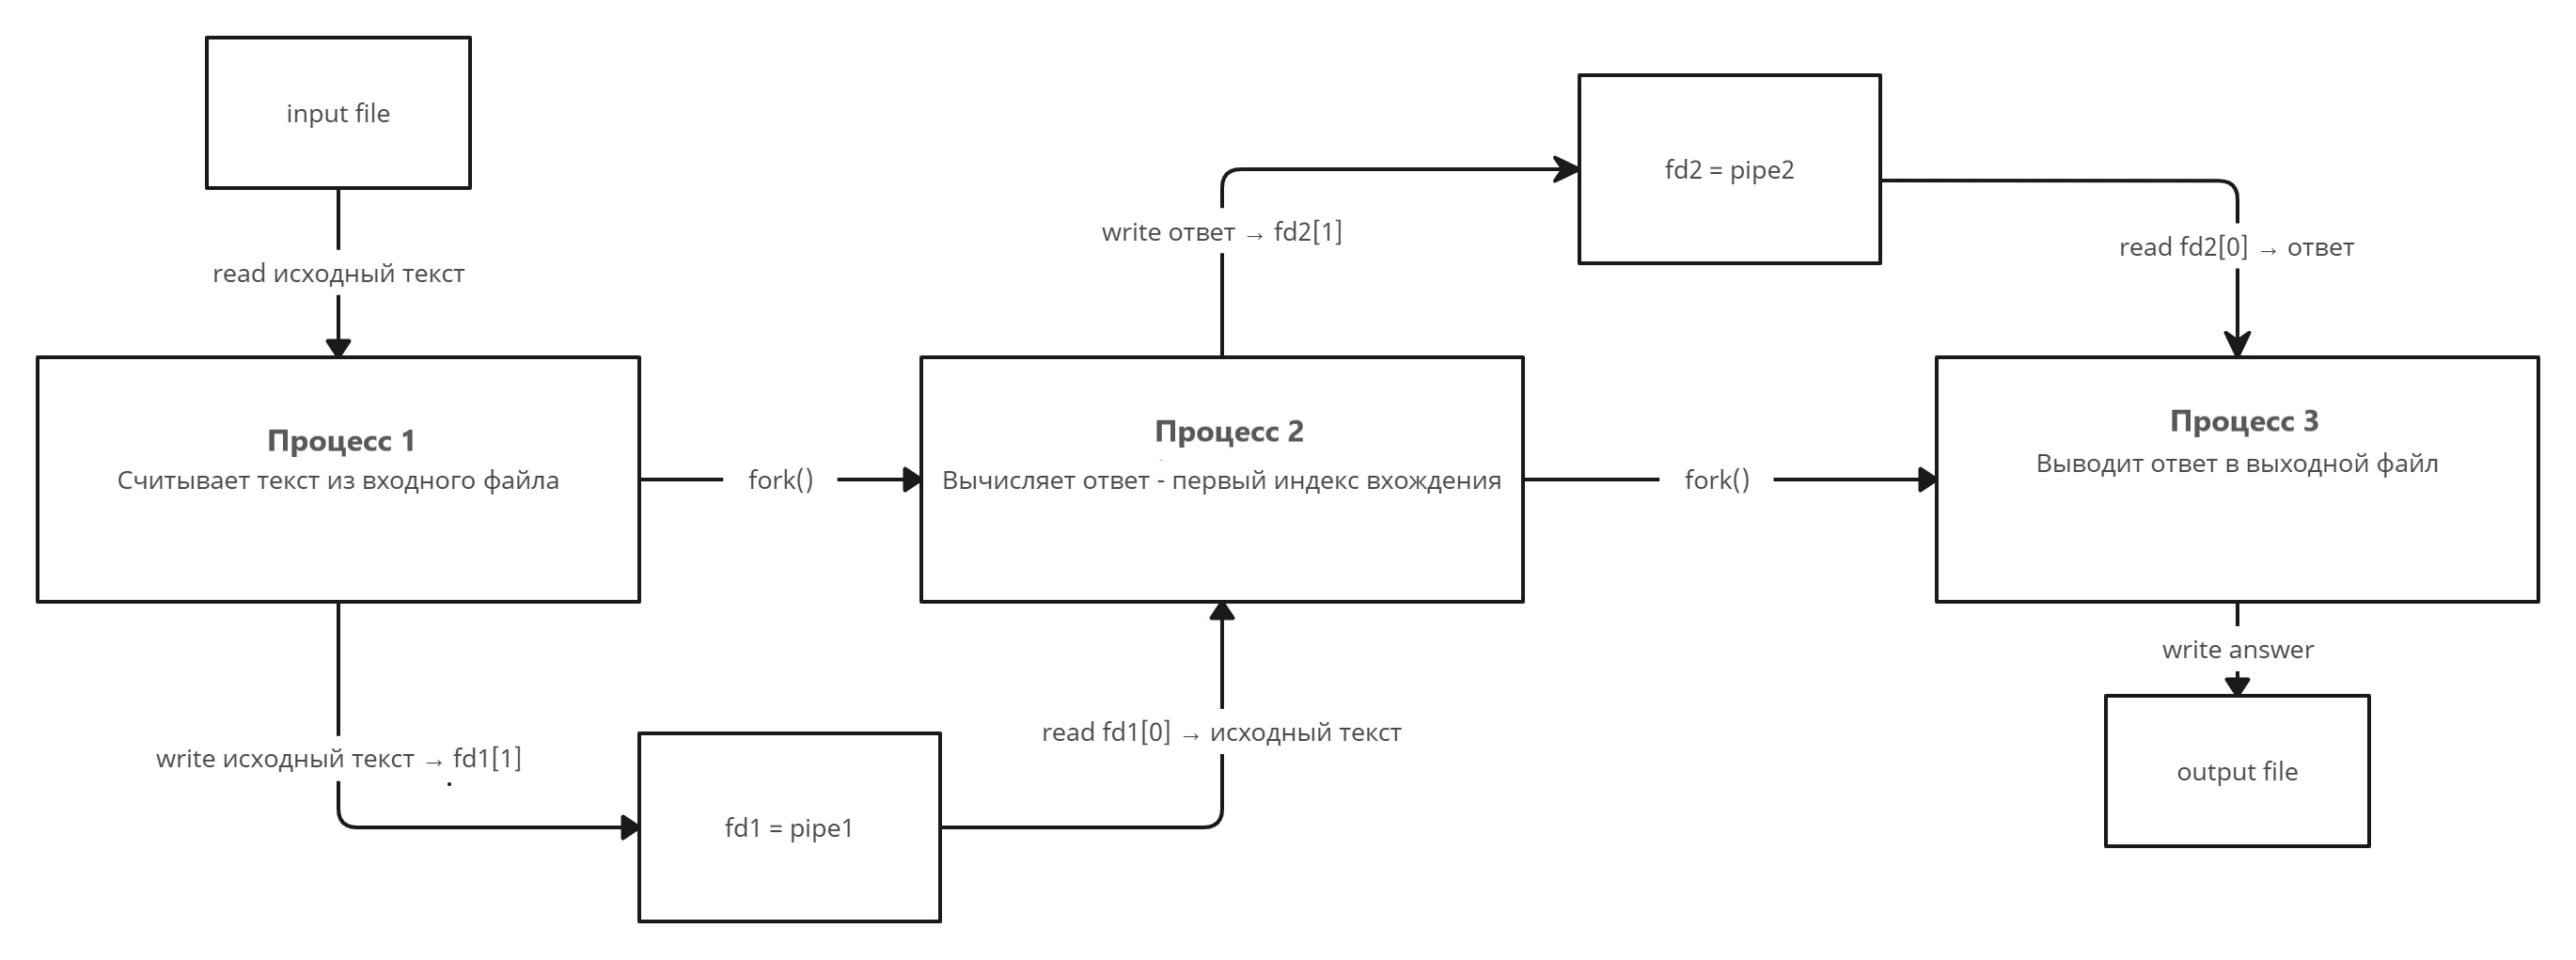 input file
read исходный текст
Процесс 1
Считывает текст из входного файла
fork()
write исходный текст → fd1[1]
fd1 = pipe1
read fd1[0] → исходный текст
Процесс 2
Вычисляет ответ - первый индекс вхождения
write ответ → fd2[1]
fd2 = pipe2
read fd2[0] → ответ
fork()
Процесс 3
Выводит ответ в выходной файл
write answer
output file